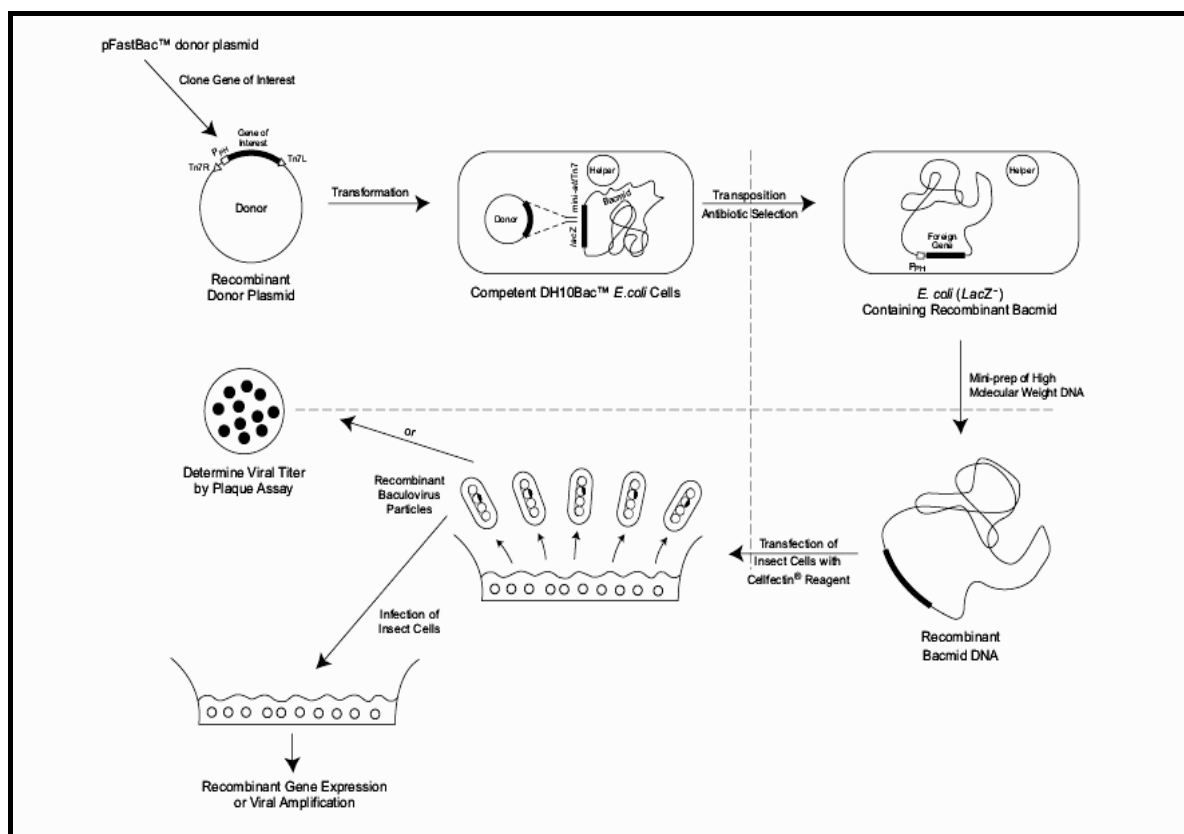 pFastBac™ donor plasmid
Clone Gene of Interest
Gene of
Interest
PPH
Tn7R
Tn7L
Donor
Recombinant
Donor Plasmid
Transformation
Donor
lacZ
mini-attTn7
Helper
Bacmid
Competent DH10Bac™ E.coli Cells
Transposition
Antibiotic Selection
Helper
Foreign
Gene
PPH
E. coli (LacZ⁻)
Containing Recombinant Bacmid
Mini-prep of High
Molecular Weight DNA
Recombinant
Bacmid DNA
Transfection of
Insect Cells with
Cellfectin® Reagent
Recombinant
Baculovirus
Particles
or
Determine Viral Titer
by Plaque Assay
Infection of
Insect Cells
Recombinant Gene Expression
or Viral Amplification